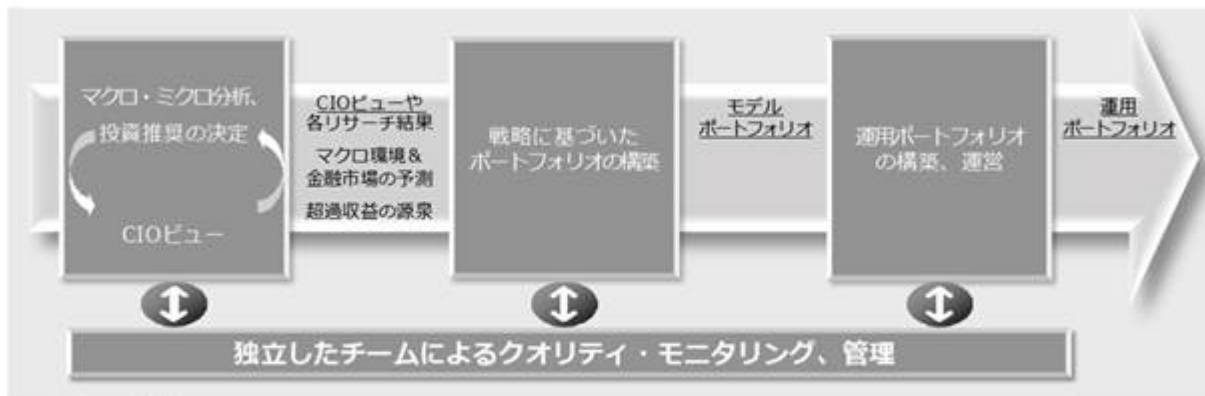 マクロ・ミクロ分析、
投資推奨の決定
CIOビュー
CIOビューや
各リサーチ結果
マクロ環境＆
金融市場の予測
超過収益の源泉
戦略に基づいた
ポートフォリオの構築
モデル
ポートフォリオ
運用ポートフォリオ
の構築、運営
運用
ポートフォリオ
独立したチームによるクオリティ・モニタリング、管理